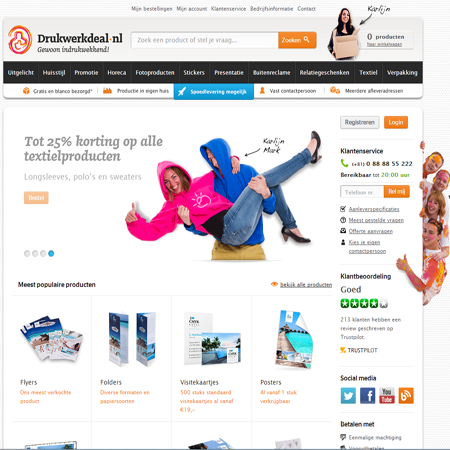 Mijn bestellingen Mijn account Klantenservice Bedrijfsinformatie Contact
Karlijn
Drukwerkdeal.nl
Gewoon indrukwekkend!
Zoek een product of stel je vraag...
Zoeken
0 producten
Naar winkelwagen
Uitgelicht Huisstijl Promotie Horeca Fotoproducten Stickers Presentatie Buitenreclame Relatiegeschenken Textiel Verpakking
Gratis en blanco bezorgd* Productie in eigen huis Spoedlevering mogelijk Vast contactpersoon Meerdere afleveradressen
Tot 25% korting op alle
textielproducten
Longsleeves, polo's en sweaters
Bestel
Karlijn
Mark
Registreren Login
Klantenservice
(+31) 0 88 88 55 222
Bereikbaar tot 20:00 uur
Telefoon nr...
Bel mij
Aanleverspecificaties
Meest gestelde vragen
Offerte aanvragen
Kies je eigen
contactpersoon
Klantbeoordeling
Goed
213 klanten hebben een
review geschreven op
Trustpilot.
TRUSTPILOT
Meest populaire producten
bekijk alle producten
Flyers
Ons meest verkochte
product
Folders
Diverse formaten en
papiersoorten
Visitekaartjes
500 stuks standaard
visitekaartjes al vanaf
€19,-
Posters
Al vanaf 1 stuk
verkrijgbaar
Social media
You Tube
Betalen
Eenmalige machtiging
Vooruitbetalen